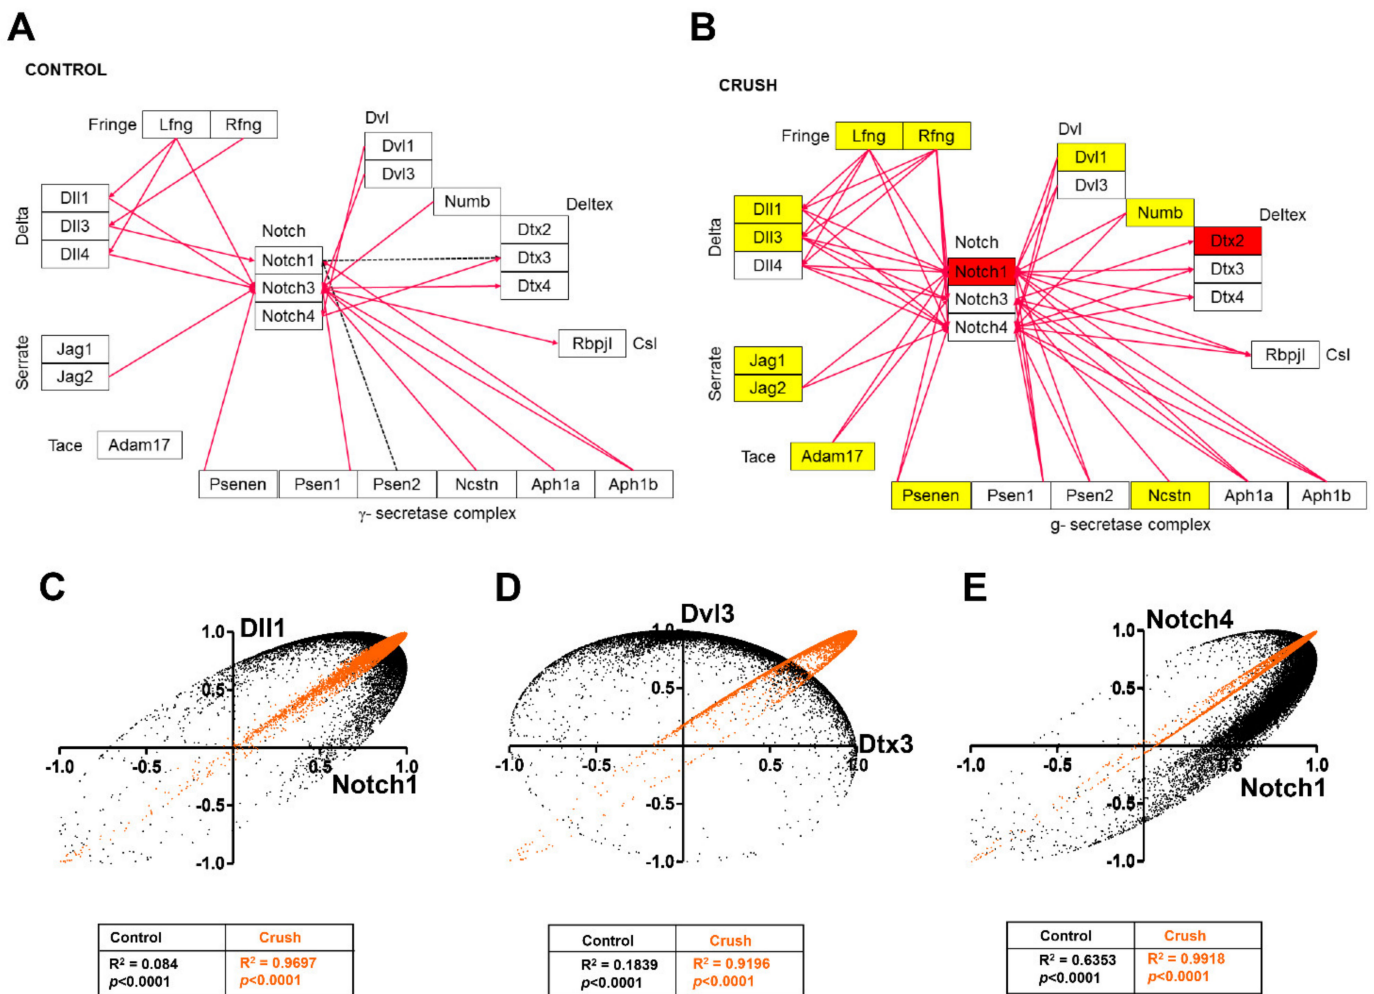 A
CONTROL
Fringe Lfng Rfng
Dvl
Dvl1
Dvl3
Numb
Deltex
Dtx2
Dtx3
Dtx4
Delta
Dll1
Dll3
Dll4
Notch
Notch1
Notch3
Notch4
Rbpjl Csl
Serrate
Jag1
Jag2
Tace Adam17
Psenen Psen1 Psen2 Ncstn Aph1a Aph1b
γ- secretase complex
B
CRUSH
Fringe Lfng Rfng
Dvl
Dvl1
Dvl3
Numb
Deltex
Dtx2
Dtx3
Dtx4
Delta
Dll1
Dll3
Dll4
Notch
Notch1
Notch3
Notch4
Rbpjl Csl
Serrate
Jag1
Jag2
Tace Adam17
Psenen Psen1 Psen2 Ncstn Aph1a Aph1b
g- secretase complex
C
Dll1
1.0
0.5
-1.0 -0.5 0.5 1.0
Notch1
-0.5
-1.0
Control Crush
R² = 0.084 R² = 0.9697
p<0.0001 p<0.0001
D
Dvl3
1.0
0.5
Dtx3
-1.0 -0.5 0.5 1.0
-0.5
-1.0
Control Crush
R² = 0.1839 R² = 0.9196
p<0.0001 p<0.0001
E
Notch4
1.0
0.5
-1.0 -0.5 0.5 1.0
Notch1
-0.5
-1.0
Control Crush
R² = 0.6353 R² = 0.9918
p<0.0001 p<0.0001